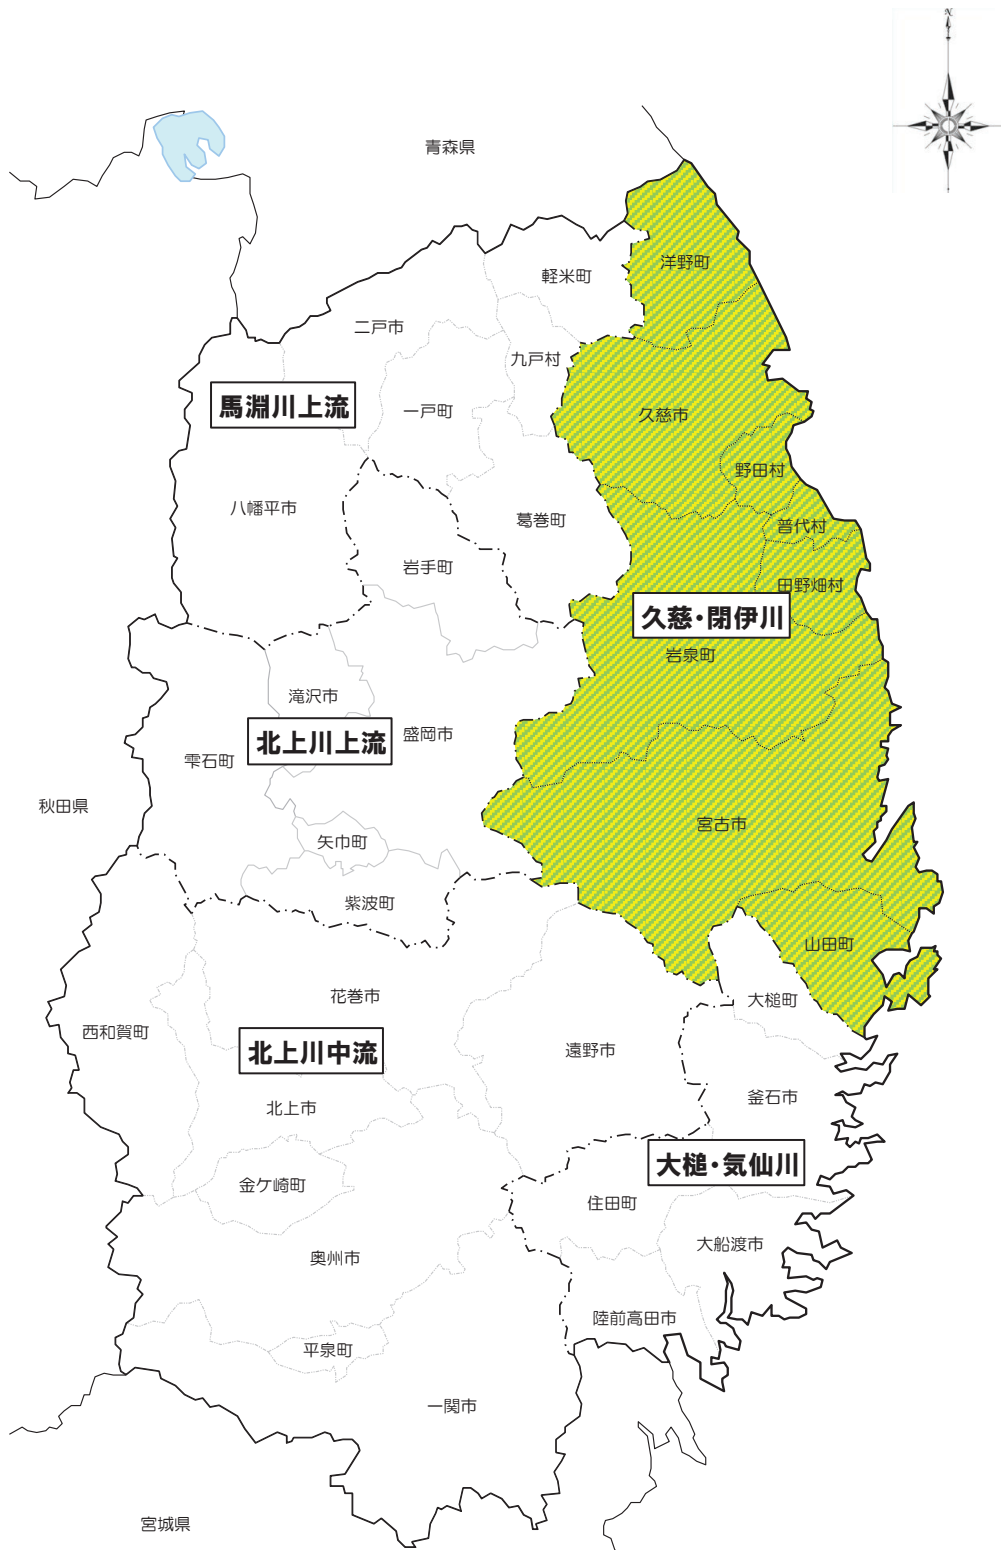 N
青森県
洋野町
軽米町
二戸市
九戸村
馬淵川上流
一戸町
久慈市
野田村
八幡平市
葛巻町
普代村
岩手町
田野畑村
久慈・閉伊川
岩泉町
滝沢市
北上川上流
盛岡市
雫石町
秋田県
宮古市
矢巾町
紫波町
山田町
花巻市
大槌町
西和賀町
北上川中流
遠野市
釜石市
北上市
大槌・気仙川
金ケ崎町
住田町
大船渡市
奥州市
陸前高田市
平泉町
一関市
宮城県